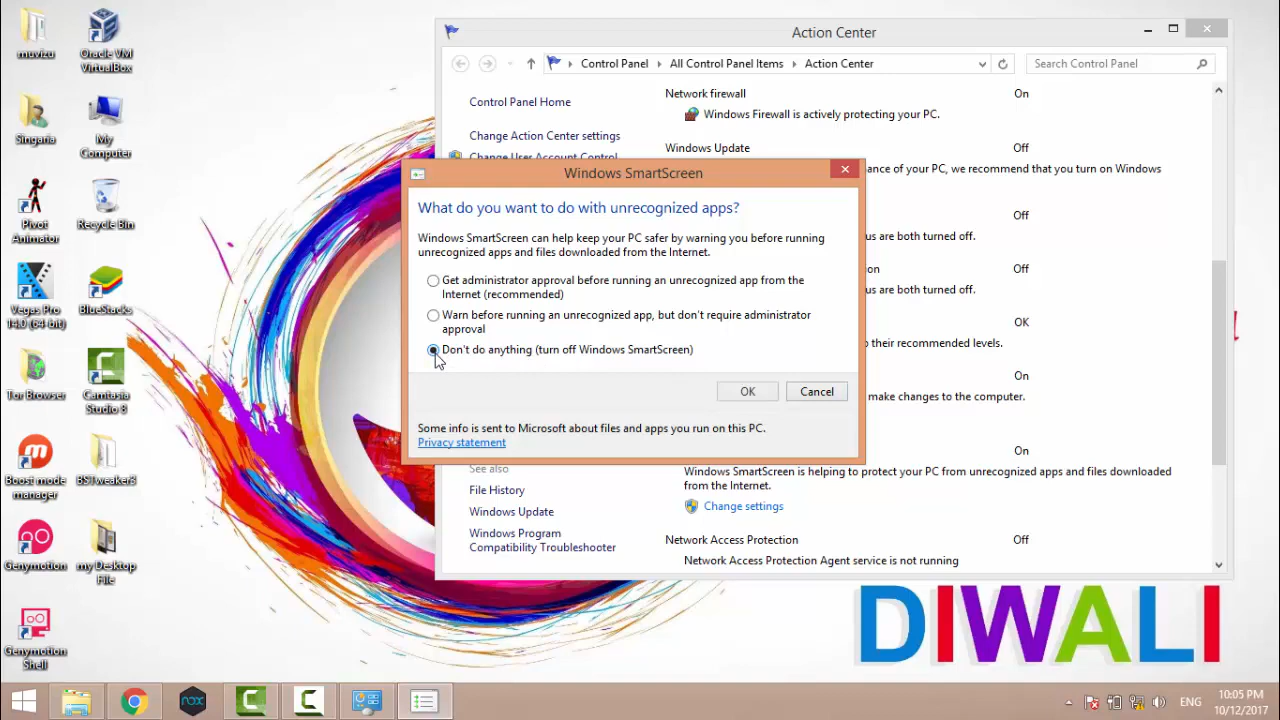 muvizu
Oracle VM
VirtualBox
Singaria
My
Computer
Pivot
Animator
Recycle Bin
Vegas Pro
14.0 (64-bit)
BlueStacks
Tor Browser
Camtasia
Studio 8
Boost mode
manager
BSTweaker3
Genymotion
my Desktop
File
Genymotion
Shell
Action Center
Control Panel
All Control Panel Items
Action Center
Search Control Panel
Control Panel Home
Change Action Center settings
Change User Account Control
Network firewall
On
Windows Firewall is actively protecting your PC.
Windows Update
Off
ance of your PC, we recommend that you turn on Windows
Off
us are both turned off.
ion
Off
us are both turned off.
OK
their recommended levels.
On
make changes to the computer.
On
Windows SmartScreen is helping to protect your PC from unrecognized apps and files downloaded
from the Internet.
Change settings
Network Access Protection
Off
Network Access Protection Agent service is not running
See also
File History
Windows Update
Windows Program
Compatibility Troubleshooter
Windows SmartScreen
What do you want to do with unrecognized apps?
Windows SmartScreen can help keep your PC safer by warning you before running
unrecognized apps and files downloaded from the Internet.
Get administrator approval before running an unrecognized app from the
Internet (recommended)
Warn before running an unrecognized app, but don't require administrator
approval
Don't do anything (turn off Windows SmartScreen)
OK
Cancel
Some info is sent to Microsoft about files and apps you run on this PC.
Privacy statement
DIWALI
nox
ENG
10:05 PM
10/12/2017